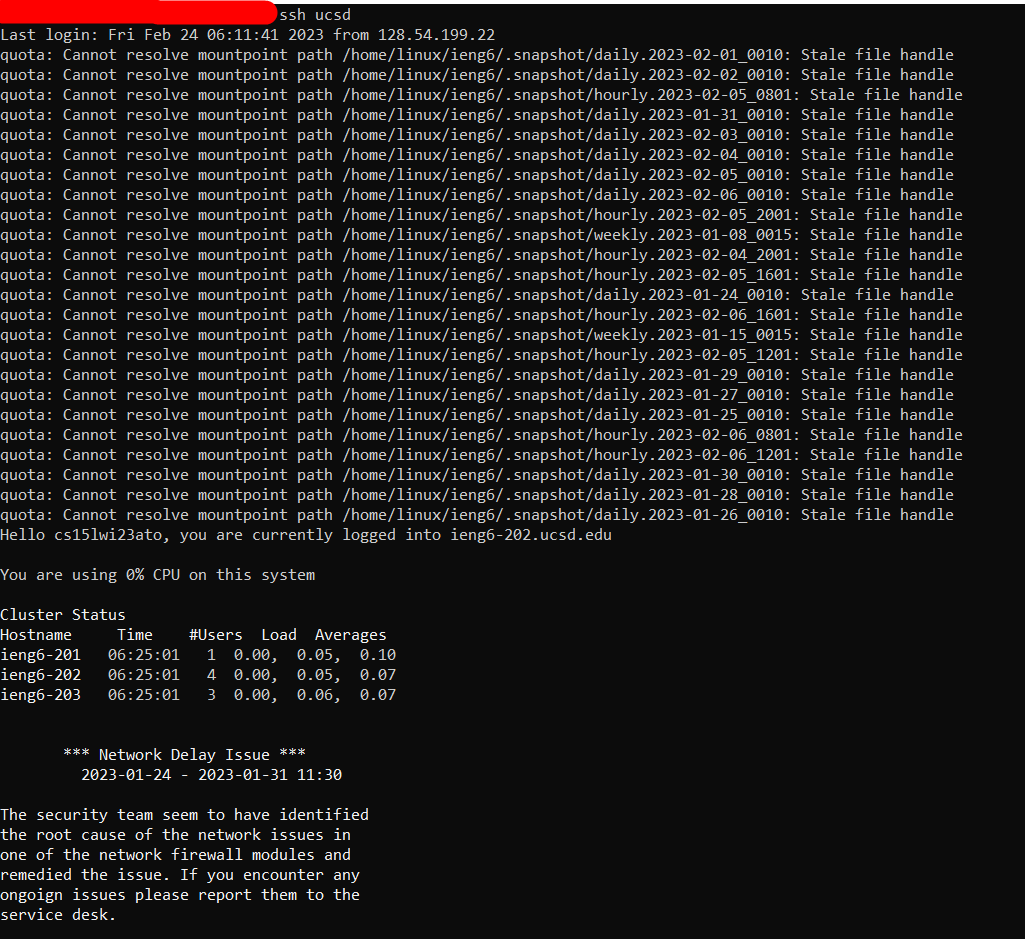 ssh ucsd
Last login: Fri Feb 24 06:11:41 2023 from 128.54.199.22
quota: Cannot resolve mountpoint path /home/linux/ieng6/.snapshot/daily.2023-02-01_0010: Stale file handle
quota: Cannot resolve mountpoint path /home/linux/ieng6/.snapshot/daily.2023-02-02_0010: Stale file handle
quota: Cannot resolve mountpoint path /home/linux/ieng6/.snapshot/hourly.2023-02-05_0801: Stale file handle
quota: Cannot resolve mountpoint path /home/linux/ieng6/.snapshot/daily.2023-01-31_0010: Stale file handle
quota: Cannot resolve mountpoint path /home/linux/ieng6/.snapshot/daily.2023-02-03_0010: Stale file handle
quota: Cannot resolve mountpoint path /home/linux/ieng6/.snapshot/daily.2023-02-04_0010: Stale file handle
quota: Cannot resolve mountpoint path /home/linux/ieng6/.snapshot/daily.2023-02-05_0010: Stale file handle
quota: Cannot resolve mountpoint path /home/linux/ieng6/.snapshot/daily.2023-02-06_0010: Stale file handle
quota: Cannot resolve mountpoint path /home/linux/ieng6/.snapshot/hourly.2023-02-05_2001: Stale file handle
quota: Cannot resolve mountpoint path /home/linux/ieng6/.snapshot/weekly.2023-01-08_0015: Stale file handle
quota: Cannot resolve mountpoint path /home/linux/ieng6/.snapshot/hourly.2023-02-04_2001: Stale file handle
quota: Cannot resolve mountpoint path /home/linux/ieng6/.snapshot/hourly.2023-02-05_1601: Stale file handle
quota: Cannot resolve mountpoint path /home/linux/ieng6/.snapshot/daily.2023-01-24_0010: Stale file handle
quota: Cannot resolve mountpoint path /home/linux/ieng6/.snapshot/hourly.2023-02-06_1601: Stale file handle
quota: Cannot resolve mountpoint path /home/linux/ieng6/.snapshot/weekly.2023-01-15_0015: Stale file handle
quota: Cannot resolve mountpoint path /home/linux/ieng6/.snapshot/hourly.2023-02-05_1201: Stale file handle
quota: Cannot resolve mountpoint path /home/linux/ieng6/.snapshot/daily.2023-01-29_0010: Stale file handle
quota: Cannot resolve mountpoint path /home/linux/ieng6/.snapshot/daily.2023-01-27_0010: Stale file handle
quota: Cannot resolve mountpoint path /home/linux/ieng6/.snapshot/daily.2023-01-25_0010: Stale file handle
quota: Cannot resolve mountpoint path /home/linux/ieng6/.snapshot/hourly.2023-02-06_0801: Stale file handle
quota: Cannot resolve mountpoint path /home/linux/ieng6/.snapshot/hourly.2023-02-06_1201: Stale file handle
quota: Cannot resolve mountpoint path /home/linux/ieng6/.snapshot/daily.2023-01-30_0010: Stale file handle
quota: Cannot resolve mountpoint path /home/linux/ieng6/.snapshot/daily.2023-01-28_0010: Stale file handle
quota: Cannot resolve mountpoint path /home/linux/ieng6/.snapshot/daily.2023-01-26_0010: Stale file handle
Hello cs15lwi23ato, you are currently logged into ieng6-202.ucsd.edu
You are using 0% CPU on this system
Cluster Status
Hostname     Time    #Users  Load  Averages
ieng6-201   06:25:01   1  0.00,  0.05,  0.10
ieng6-202   06:25:01   4  0.00,  0.05,  0.07
ieng6-203   06:25:01   3  0.00,  0.06,  0.07
*** Network Delay Issue ***
2023-01-24 - 2023-01-31 11:30
The security team seem to have identified
the root cause of the network issues in
one of the network firewall modules and
remedied the issue. If you encounter any
ongoign issues please report them to the
service desk.